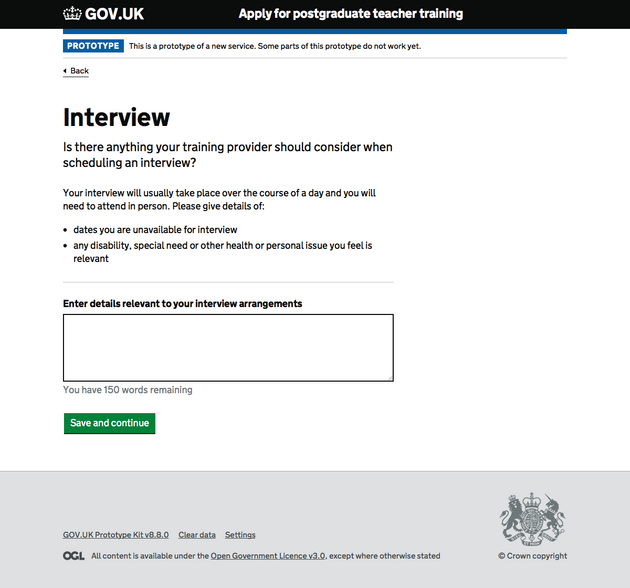 GOV.UK
Apply for postgraduate teacher training
PROTOTYPE This is a prototype of a new service. Some parts of this prototype do not work yet.
Back
Interview
Is there anything your training provider should consider when
scheduling an interview?
Your interview will usually take place over the course of a day and you will
need to attend in person. Please give details of:
• dates you are unavailable for interview
• any disability, special need or other health or personal issue you feel is
relevant
Enter details relevant to your interview arrangements
You have 150 words remaining
Save and continue
GOV.UK Prototype Kit v8.8.0 Clear data Settings
OGL All content is available under the Open Government Licence v3.0, except where otherwise stated
© Crown copyright